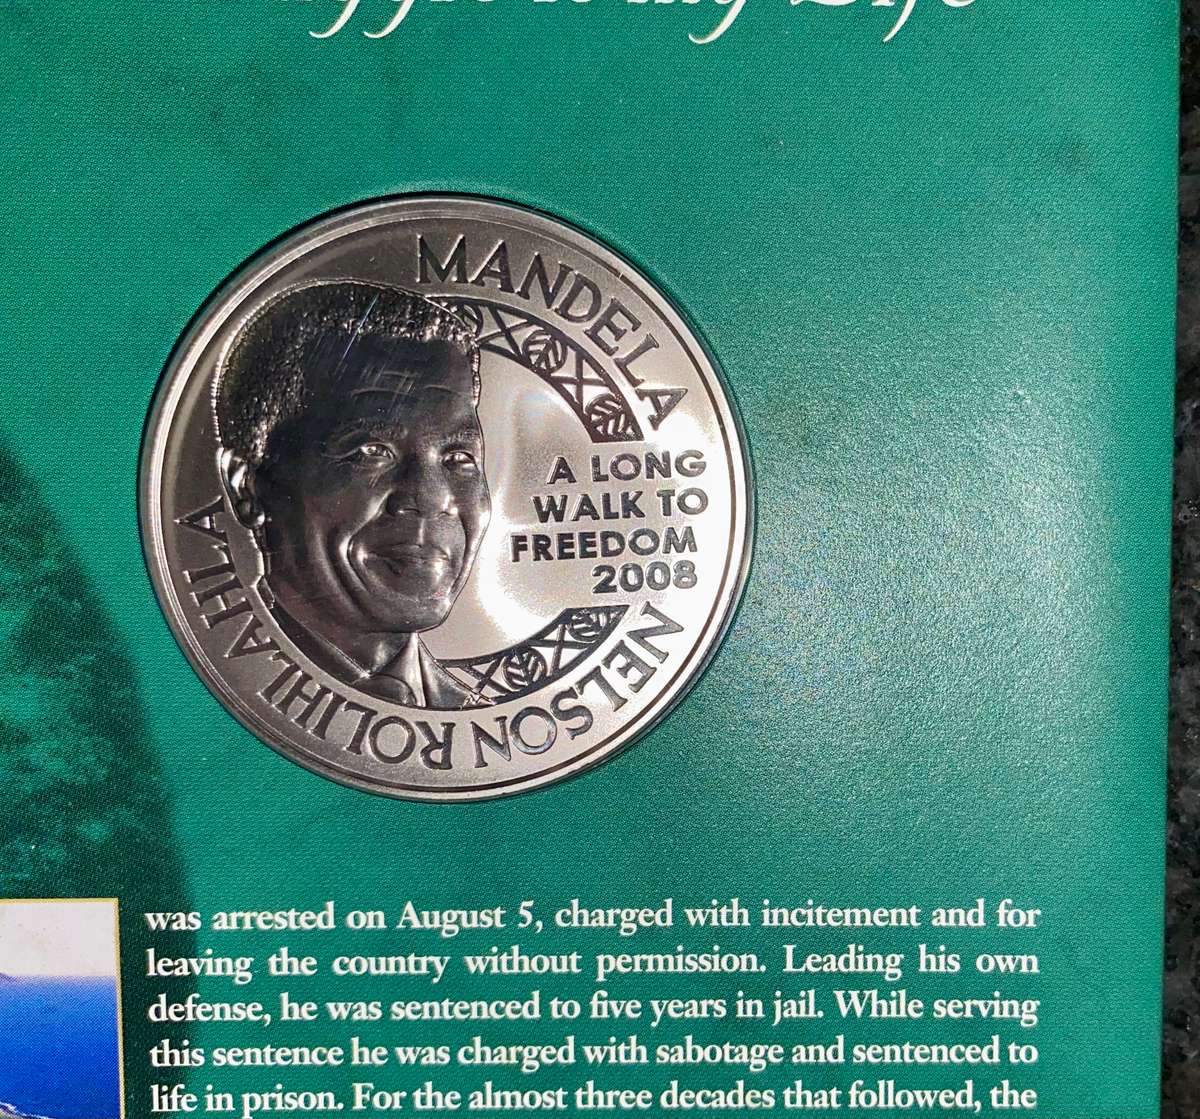 my Life
MANDELA
A LONG
WALK TO
FREEDOM
2008
NELSON ROLIHLAHLA
was arrested on August 5, charged with incitement and for
leaving the country without permission. Leading his own
defense, he was sentenced to five years in jail. While serving
this sentence he was charged with sabotage and sentenced to
life in prison. For the almost three decades that followed, the